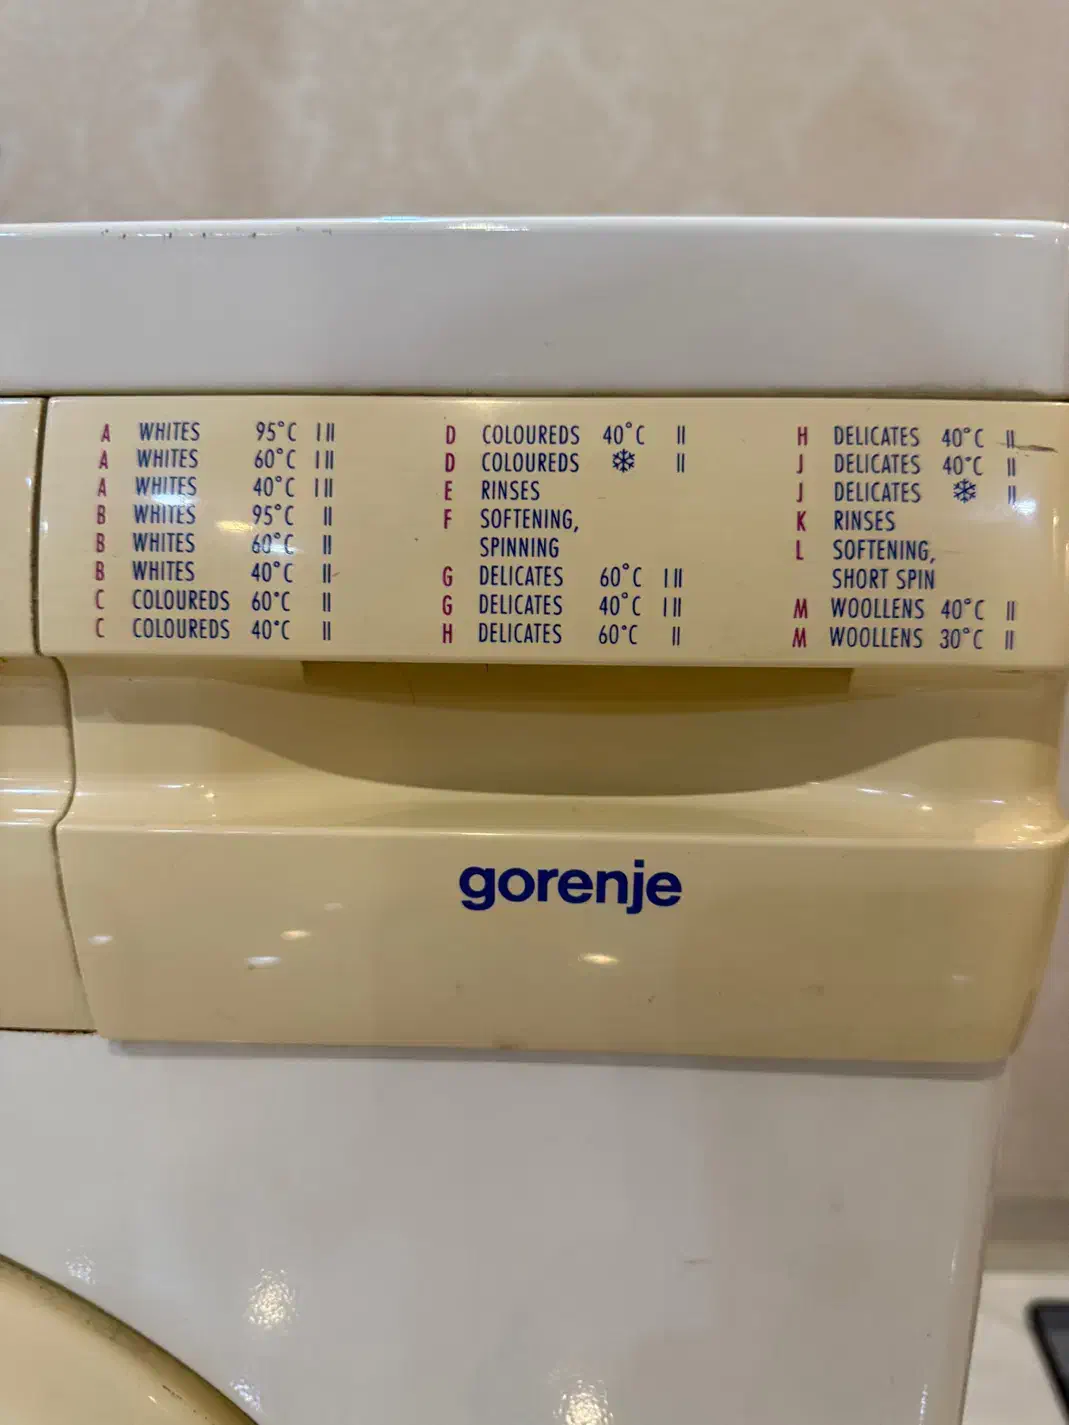 A WHITES 95°C I II
A WHITES 60°C I II
A WHITES 40°C I II
B WHITES 95°C II
B WHITES 60°C II
B WHITES 40°C II
C COLOUREDS 60°C II
C COLOUREDS 40°C II
D COLOUREDS 40°C II
D COLOUREDS ❄ II
E RINSES
F SOFTENING,
SPINNING
G DELICATES 60°C I II
G DELICATES 40°C I II
H DELICATES 60°C II
H DELICATES 40°C II
J DELICATES 40°C II
J DELICATES ❄ II
K RINSES
L SOFTENING,
SHORT SPIN
M WOOLLENS 40°C II
M WOOLLENS 30°C II
gorenje